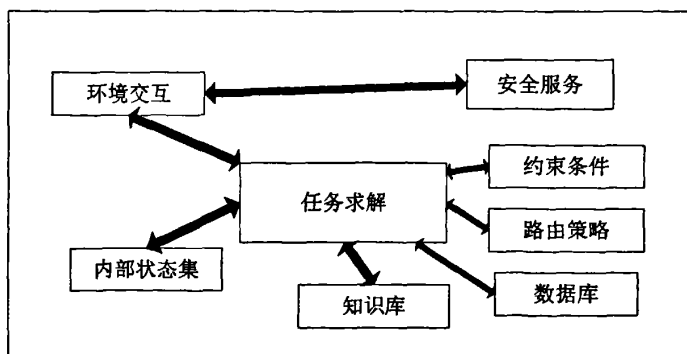 环境交互
安全服务
约束条件
任务求解
路由策略
内部状态集
数据库
知识库